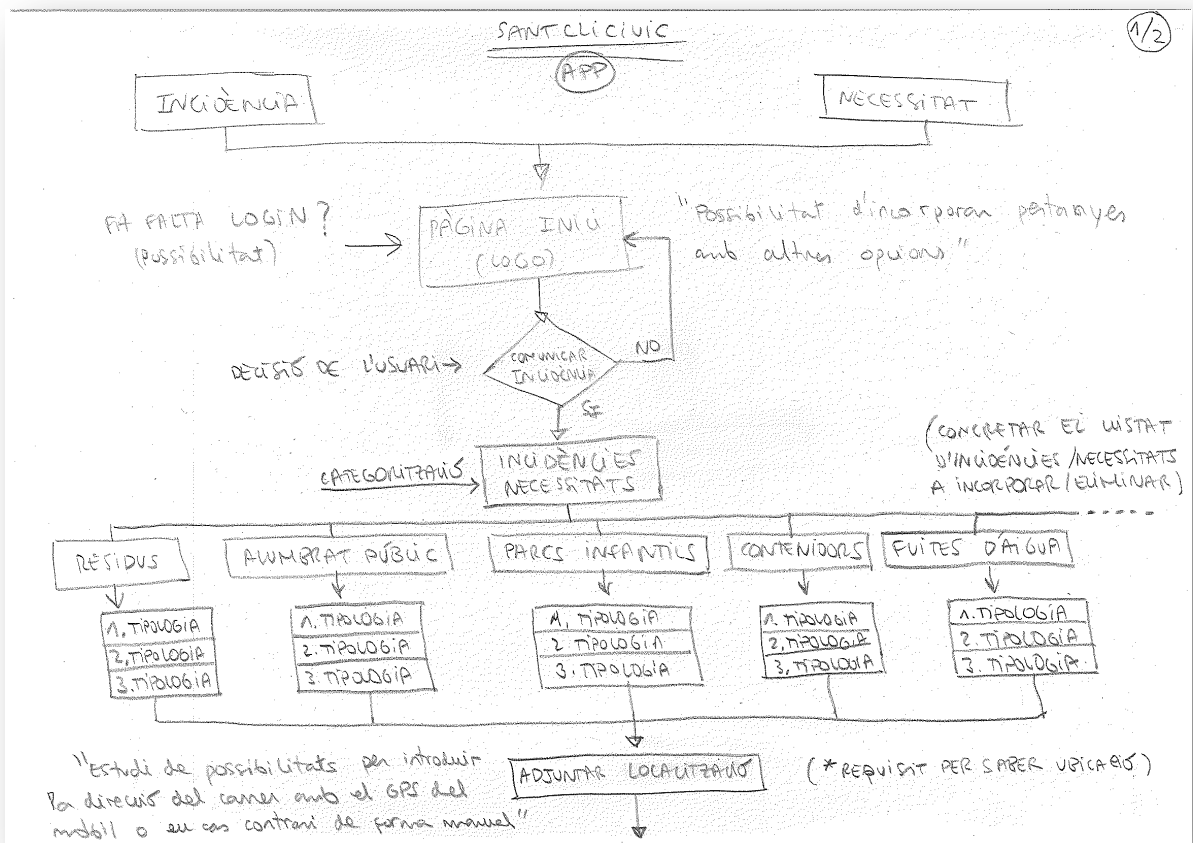 SANT CLI CIVIC
1/2
APP
INCIDÈNCIA
NECESSITAT
FA FALTA LOGIN?
(POSSIBILITAT)
PÀGINA INICI
(LOGO)
"Possibilitat d'incorporar pestanyes
amb altres opcions"
DECISIÓ DE L'USUARI
COMUNICAR
INCIDÈNCIA
NO
SI
CATEGORITZACIÓ
INCIDÈNCIES
NECESSITATS
(CONCRETAR EL LLISTAT
D'INCIDÈNCIES/NECESSITATS
A INCORPORAR/ELIMINAR)
RESIDUS
ALUMBRAT PÚBLIC
PARCS INFANTILS
CONTENIDORS
FUITES D'AIGUA
1. TIPOLOGIA
2. TIPOLOGIA
3. TIPOLOGIA
1. TIPOLOGIA
2. TIPOLOGIA
3. TIPOLOGIA
1. TIPOLOGIA
2. TIPOLOGIA
3. TIPOLOGIA
1. TIPOLOGIA
2. TIPOLOGIA
3. TIPOLOGIA
1. TIPOLOGIA
2. TIPOLOGIA
3. TIPOLOGIA
"Estudi de possibilitats per introduir
la direcció del carrer amb el GPS del
mòbil o en cas contrari de forma manual"
ADJUNTAR LOCALITZACIÓ
(*REQUISIT PER SABER UBICACIÓ)